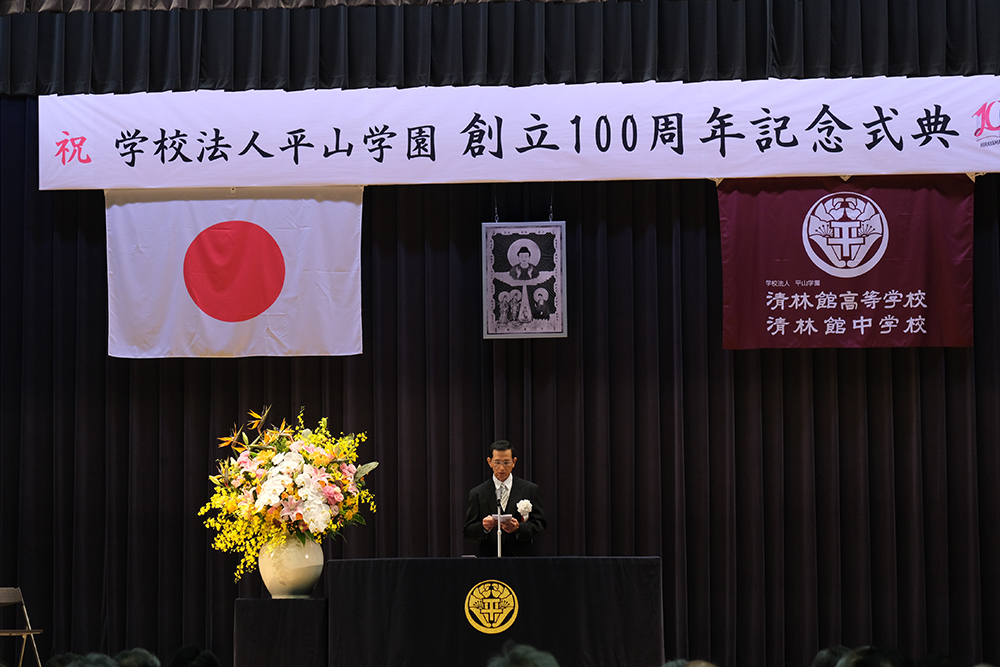 祝 学校法人平山学園 創立100周年記念式典
平
学校法人 平山学園
清林館高等学校
清林館中学校
平